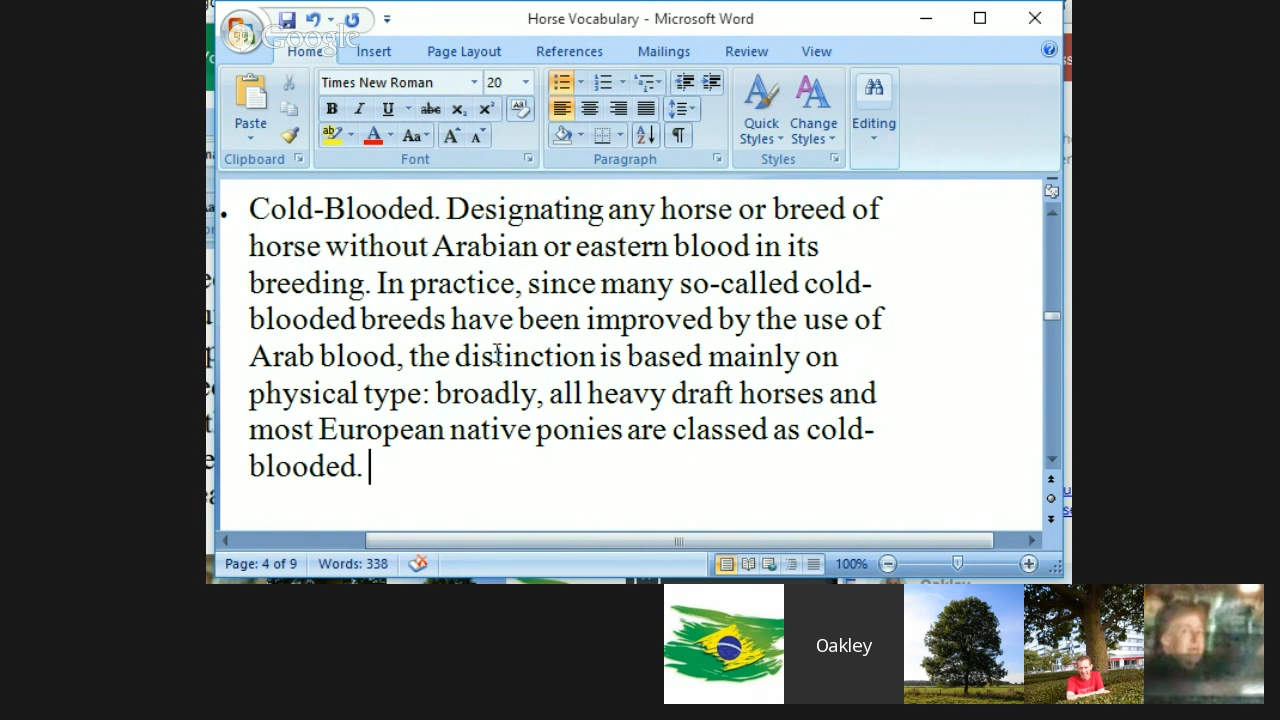 Horse Vocabulary - Microsoft Word
Google
Home Insert Page Layout References Mailings Review View
Times New Roman 20
Paste
Quick Styles
Change Styles
Editing
Clipboard Font Paragraph Styles
• Cold-Blooded. Designating any horse or breed of
horse without Arabian or eastern blood in its
breeding. In practice, since many so-called cold-
blooded breeds have been improved by the use of
Arab blood, the distinction is based mainly on
physical type: broadly, all heavy draft horses and
most European native ponies are classed as cold-
blooded.
Page: 4 of 9 Words: 338 100%
Oakley
Oakley